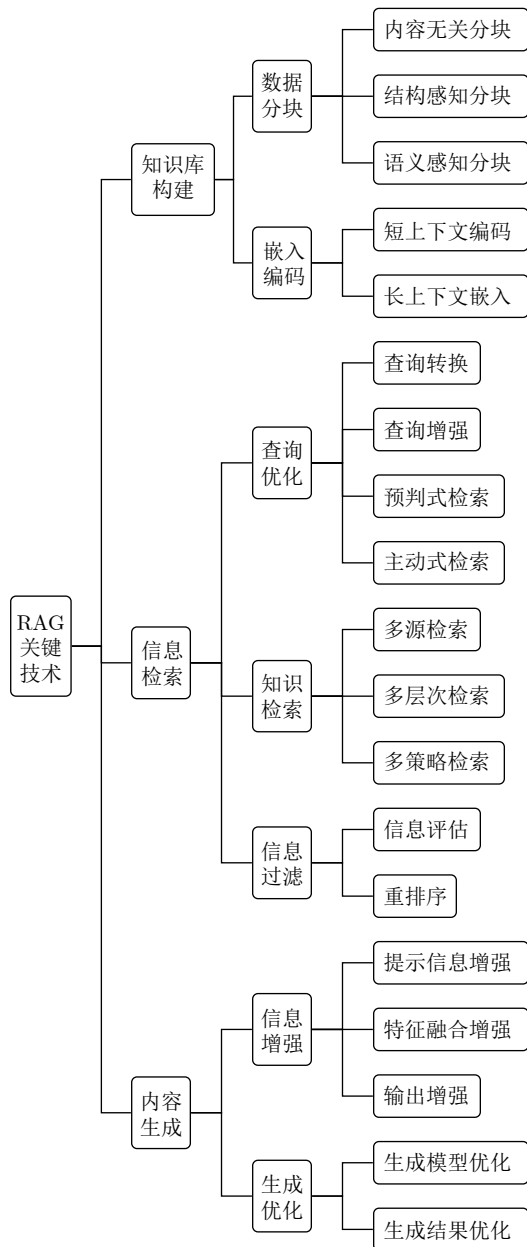 内容无关分块
数据
分块
结构感知分块
语义感知分块
知识库
构建
短上下文编码
嵌入
编码
长上下文嵌入
查询转换
查询增强
查询
优化
预判式检索
主动式检索
RAG
关键
技术
信息
检索
多源检索
知识
检索
多层次检索
多策略检索
信息评估
信息
过滤
重排序
提示信息增强
信息
增强
特征融合增强
输出增强
内容
生成
生成模型优化
生成
优化
生成结果优化